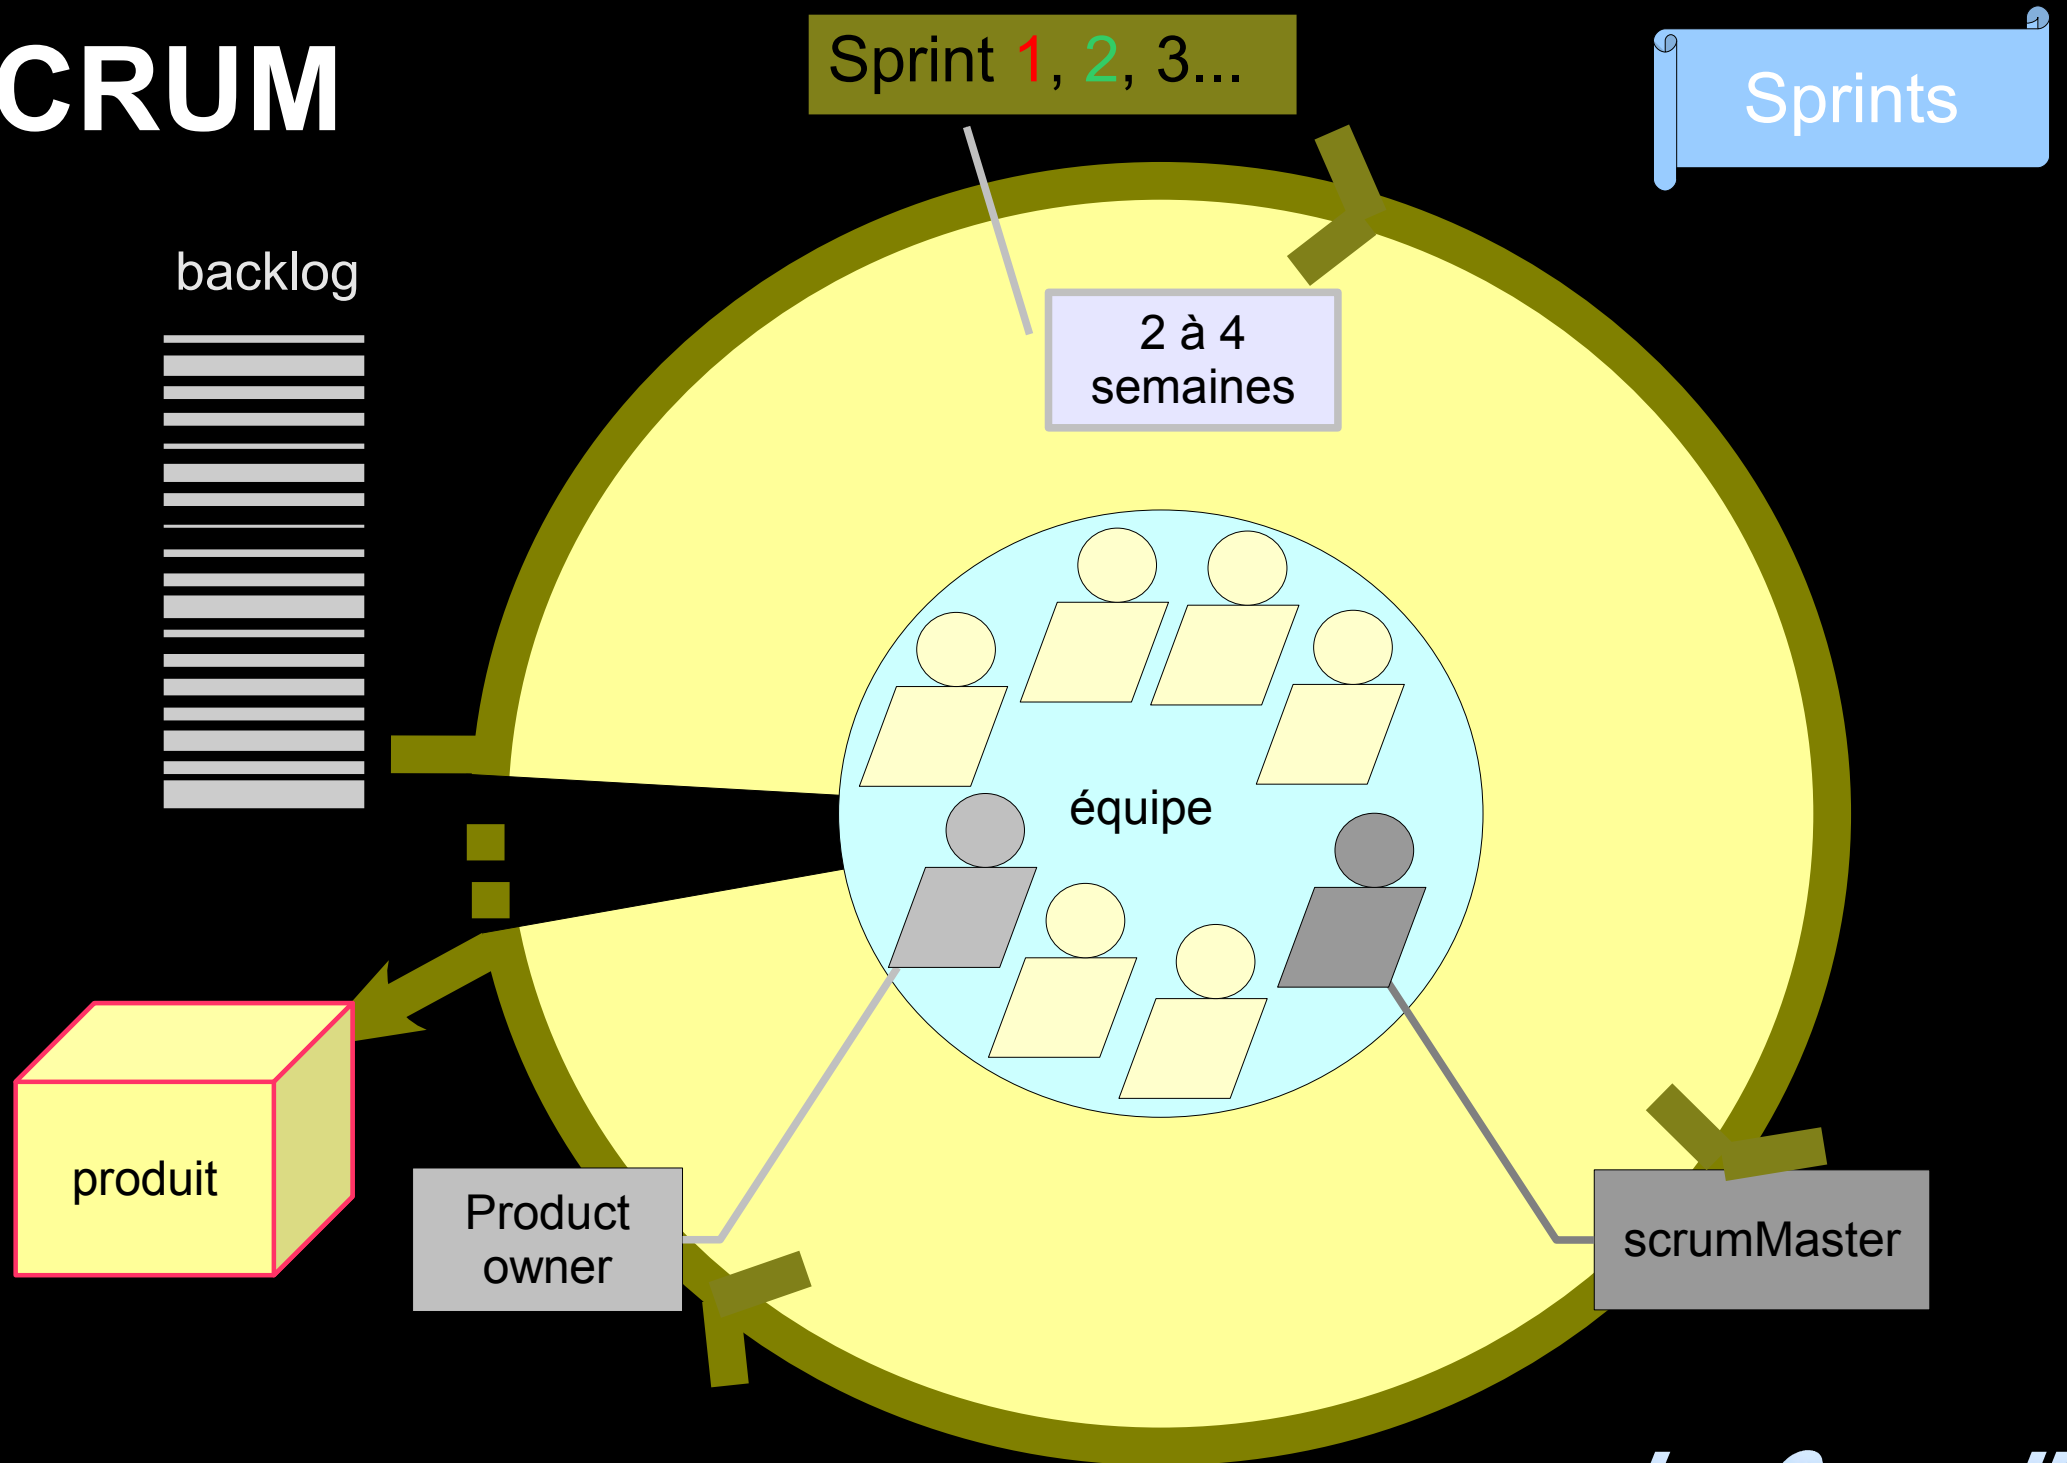 CRUM
Sprint 1, 2, 3...
Sprints
backlog
2 à 4
semaines
équipe
produit
Product
owner
scrumMaster